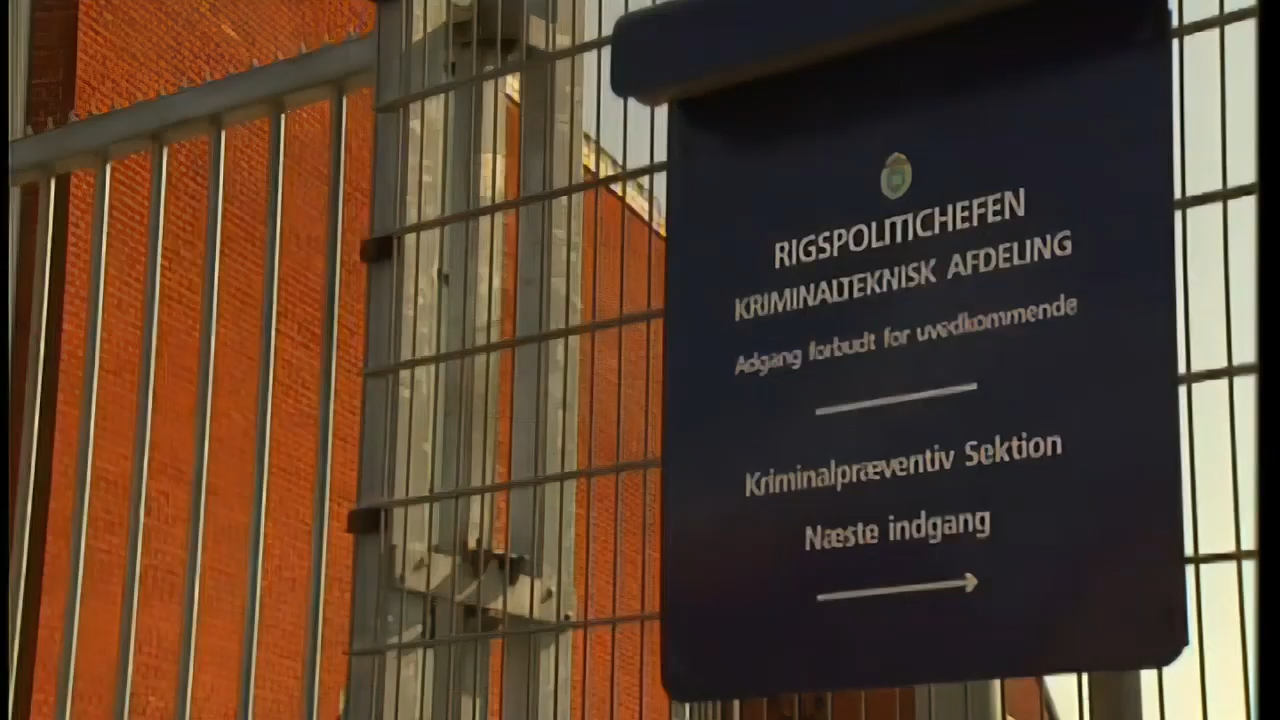 RIGSPOLITICHEFEN
KRIMINALTEKNISK AFDELING
Adgang forbudt for uvedkommende
Kriminalpræventiv Sektion
Næste indgang